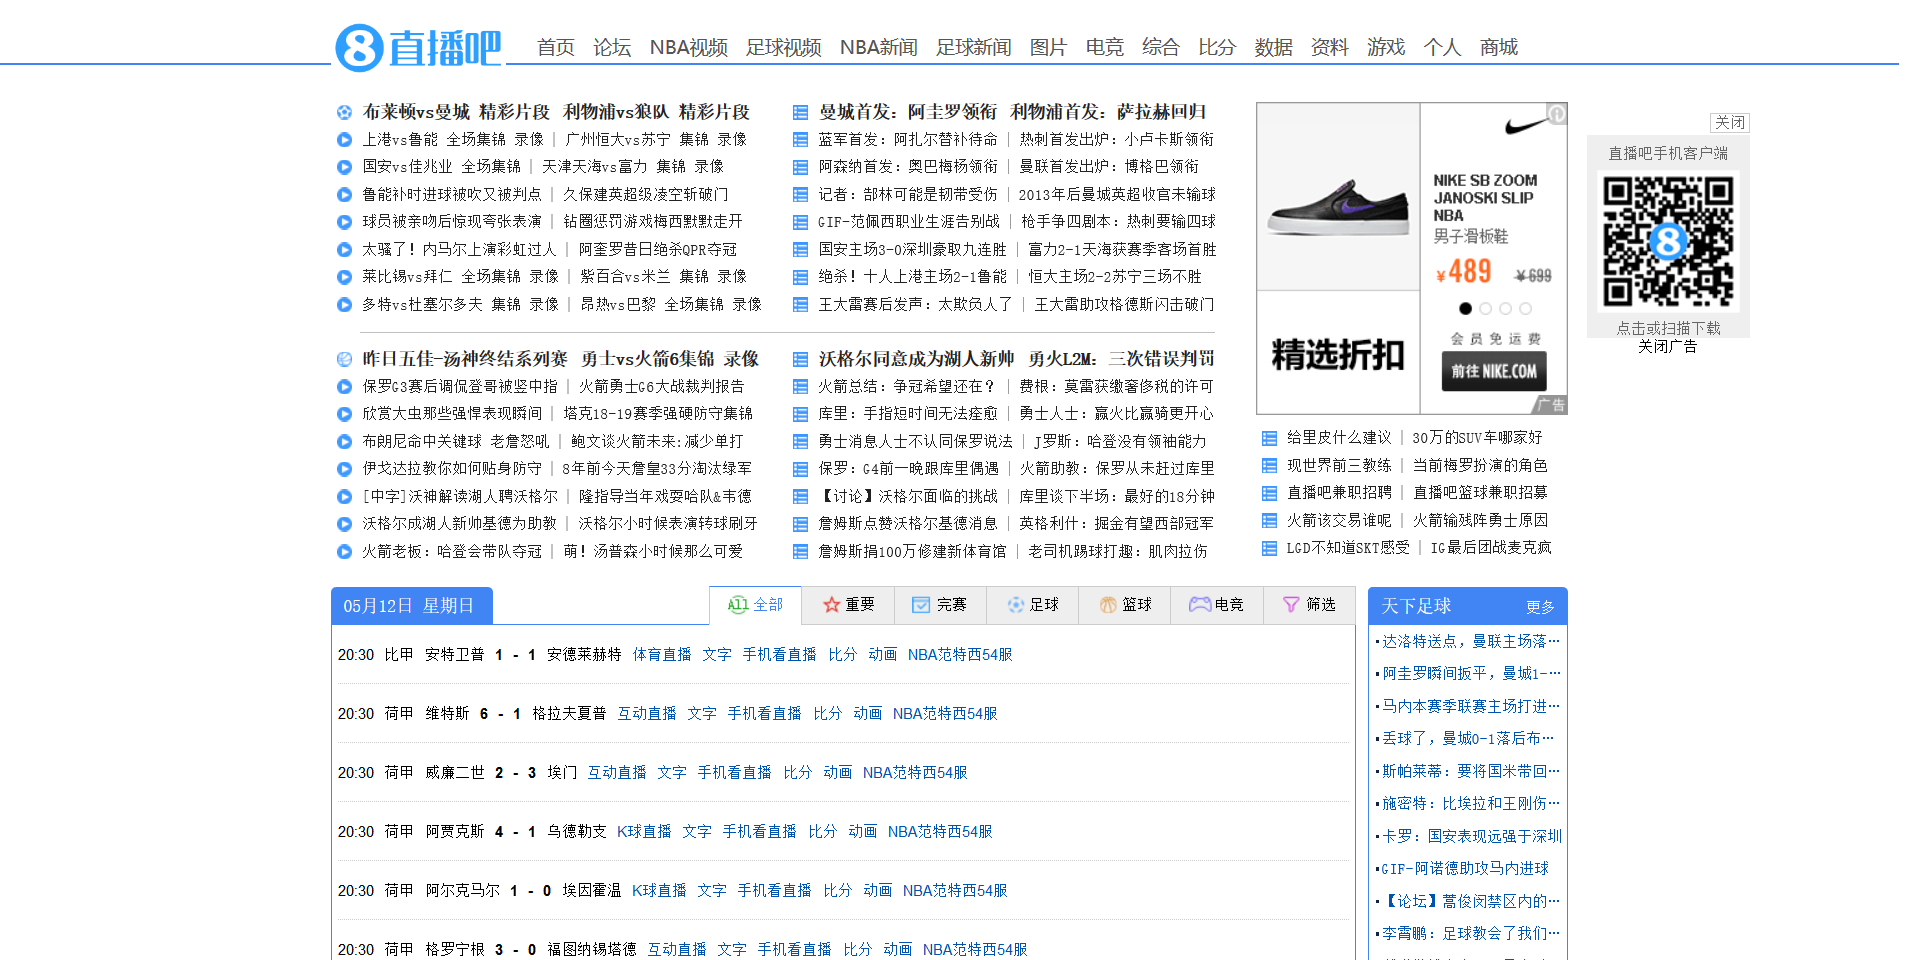 8直播吧
首页 论坛 NBA视频 足球视频 NBA新闻 足球新闻 图片 电竞 综合 比分 数据 资料 游戏 个人 商城
布莱顿vs曼城 精彩片段 利物浦vs狼队 精彩片段
上港vs鲁能 全场集锦 录像 | 广州恒大vs苏宁 集锦 录像
国安vs佳兆业 全场集锦 | 天津天海vs富力 集锦 录像
鲁能补时进球被吹又被判点 | 久保建英超级凌空斩破门
球员被亲吻后惊现夸张表演 | 钻圈惩罚游戏梅西默默走开
太骚了！内马尔上演彩虹过人 | 阿奎罗昔日绝杀QPR夺冠
莱比锡vs拜仁 全场集锦 录像 | 紫百合vs米兰 集锦 录像
多特vs杜塞尔多夫 集锦 录像 | 昂热vs巴黎 全场集锦 录像
曼城首发：阿圭罗领衔 利物浦首发：萨拉赫回归
蓝军首发：阿扎尔替补待命 | 热刺首发出炉：小卢卡斯领衔
阿森纳首发：奥巴梅杨领衔 | 曼联首发出炉：博格巴领衔
记者：郜林可能是韧带受伤 | 2013年后曼城英超收官未输球
GIF-范佩西职业生涯告别战 | 枪手争四剧本：热刺要输四球
国安主场3-0深圳豪取九连胜 | 富力2-1天海获赛季客场首胜
绝杀！十人上港主场2-1鲁能 | 恒大主场2-2苏宁三场不胜
王大雷赛后发声：太欺负人了 | 王大雷助攻格德斯闪击破门
昨日五佳-汤神终结系列赛 勇士vs火箭6集锦 录像
保罗G3赛后调侃登哥被竖中指 | 火箭勇士G6大战裁判报告
欣赏大虫那些强悍表现瞬间 | 塔克18-19赛季强硬防守集锦
布朗尼命中关键球 老詹怒吼 | 鲍文谈火箭未来:减少单打
伊戈达拉教你如何贴身防守 | 8年前今天詹皇33分淘汰绿军
[中字]沃神解读湖人聘沃格尔 | 隆指导当年戏耍哈队&韦德
沃格尔成湖人新帅基德为助教 | 沃格尔小时候表演转球刷牙
火箭老板：哈登会带队夺冠 | 萌！汤普森小时候那么可爱
沃格尔同意成为湖人新帅 勇火L2M：三次错误判罚
火箭总结：争冠希望还在？ | 费根：莫雷获缴奢侈税的许可
库里：手指短时间无法痊愈 | 勇士人士：赢火比赢骑更开心
勇士消息人士不认同保罗说法 | J罗斯：哈登没有领袖能力
保罗：G4前一晚跟库里偶遇 | 火箭助教：保罗从未赶过库里
【讨论】沃格尔面临的挑战 | 库里谈下半场：最好的18分钟
詹姆斯点赞沃格尔基德消息 | 英格利什：掘金有望西部冠军
詹姆斯捐100万修建新体育馆 | 老司机踢球打趣：肌肉拉伤
NIKE SB ZOOM
JANOSKI SLIP
NBA
男子滑板鞋
¥489 ¥699
会员免运费
精选折扣
前往 NIKE.COM
广告
给里皮什么建议 | 30万的SUV车哪家好
现世界前三教练 | 当前梅罗扮演的角色
直播吧兼职招聘 | 直播吧篮球兼职招募
火箭该交易谁呢 | 火箭输残阵勇士原因
LGD不知道SKT感受 | IG最后团战麦克疯
关闭
直播吧手机客户端
8
点击或扫描下载
关闭广告
05月12日 星期日
All 全部 重要 完赛 足球 篮球 电竞 筛选
20:30 比甲 安特卫普 1 - 1 安德莱赫特 体育直播 文字 手机看直播 比分 动画 NBA范特西54服
20:30 荷甲 维特斯 6 - 1 格拉夫夏普 互动直播 文字 手机看直播 比分 动画 NBA范特西54服
20:30 荷甲 威廉二世 2 - 3 埃门 互动直播 文字 手机看直播 比分 动画 NBA范特西54服
20:30 荷甲 阿贾克斯 4 - 1 乌德勒支 K球直播 文字 手机看直播 比分 动画 NBA范特西54服
20:30 荷甲 阿尔克马尔 1 - 0 埃因霍温 K球直播 文字 手机看直播 比分 动画 NBA范特西54服
20:30 荷甲 格罗宁根 3 - 0 福图纳锡塔德 互动直播 文字 手机看直播 比分 动画 NBA范特西54服
天下足球 更多
达洛特送点，曼联主场落…
阿圭罗瞬间扳平，曼城1-…
马内本赛季联赛主场打进…
丢球了，曼城0-1落后布…
斯帕莱蒂：要将国米带回…
施密特：比埃拉和王刚伤…
卡罗：国安表现远强于深圳
GIF-阿诺德助攻马内进球
【论坛】蒿俊闵禁区内的…
李霄鹏：足球教会了我们…